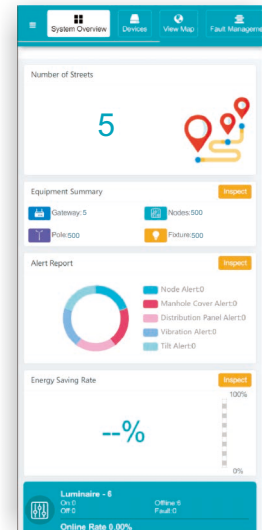 System Overview
Devices
View Map
Fault Manageme
Number of Streets
5
Equipment Summary
Inspect
Gateway:5
Nodes:500
Pole:500
Fixture:500
Alert Report
Inspect
Node Alert:0
Manhole Cover Alert:0
Distribution Panel Alert:0
Vibration Alert:0
Tilt Alert:0
Energy Saving Rate
Inspect
100%
--%
0%
Luminaire - 6
On:0
Offline:6
Off:0
Fault:0
Online Rate 0.00%